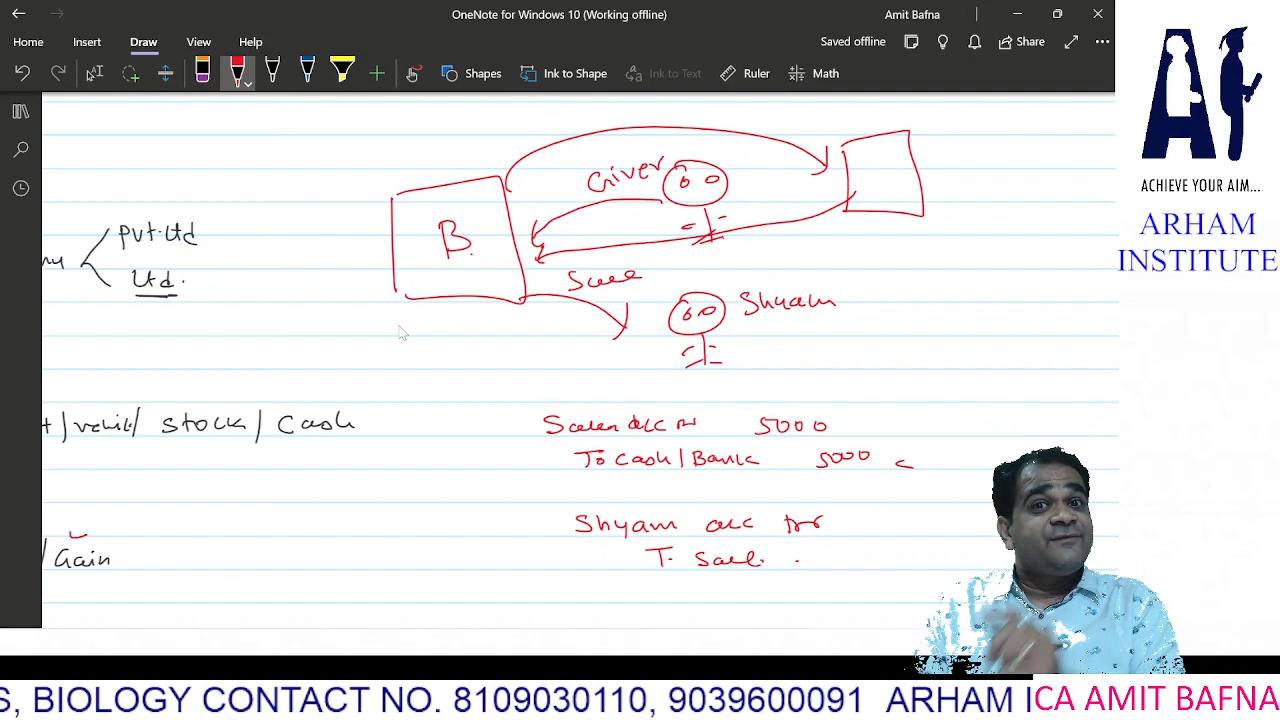 OneNote for Windows 10 (Working offline)
Amit Bafna
Home Insert Draw View Help
Saved offline
Share
Shapes
Ink to Shape
Ink to Text
Ruler
Math
Giver
B.
Pvt. Ltd
Ltd.
Sale
Shyam
/ Stock / Cash
a/c Dr 5000
To Cash / Bank 5000
Shyam a/c Dr
T. Sale.
/ Gain
AI
ACHIEVE YOUR AIM...
ARHAM
INSTITUTE
S, BIOLOGY CONTACT NO. 8109030110, 9039600091 ARHAM I
CA AMIT BAFNA